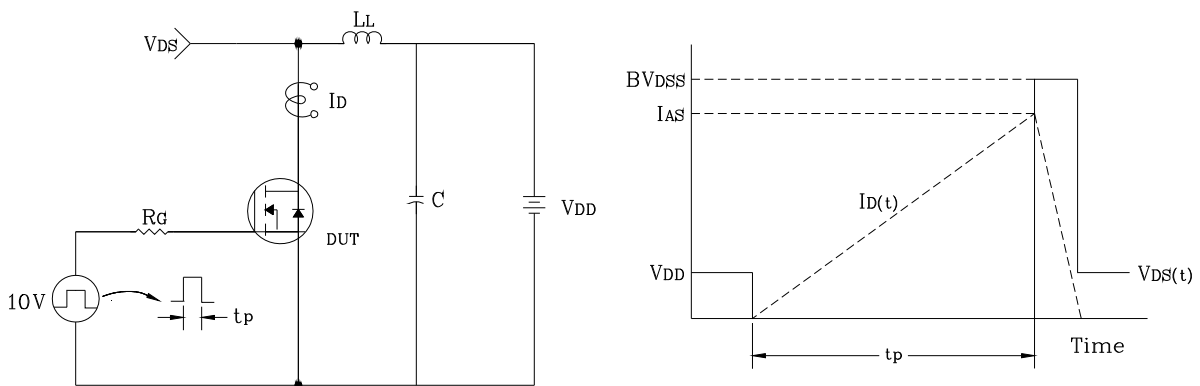 LL
VDS
ID
RG
DUT
C
VDD
10V
tp
BVDSS
IAS
ID(t)
VDD
VDS(t)
tp
Time